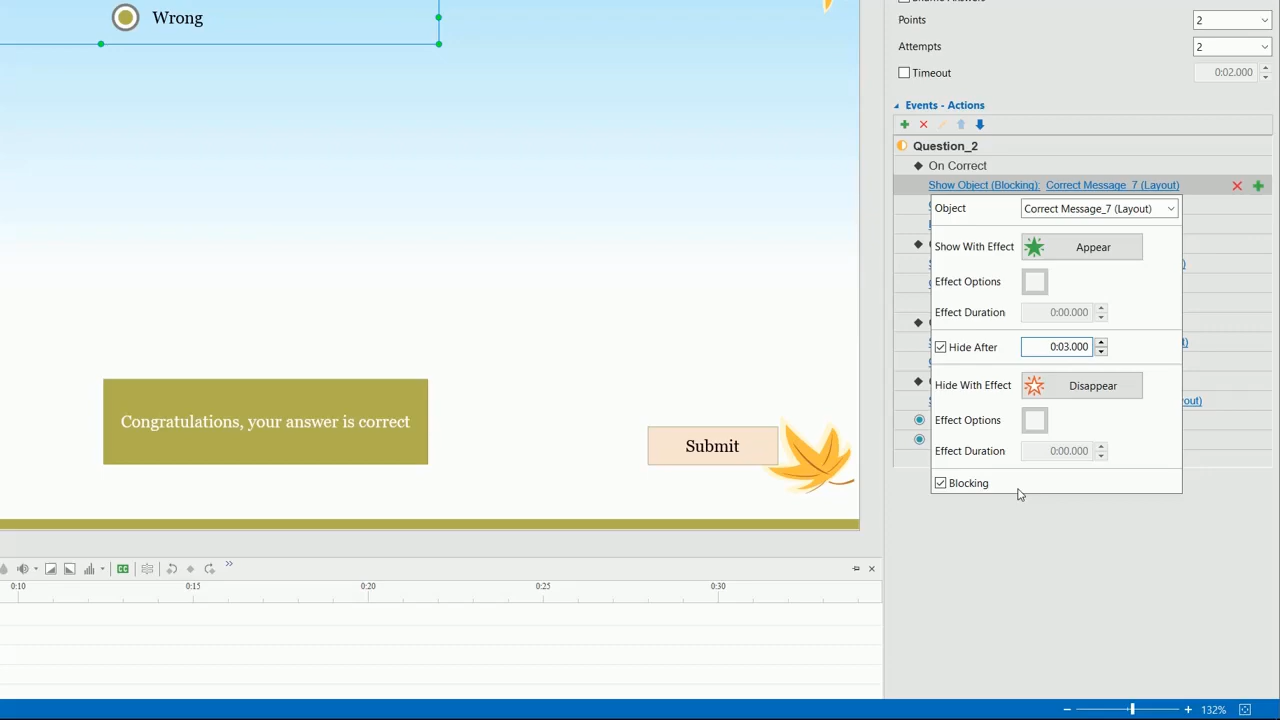 Wrong
Points 2
Attempts 2
Timeout 0:02.000
Events - Actions
Question_2
On Correct
Show Object (Blocking): Correct Message_7 (Layout)
Object Correct Message_7 (Layout)
Show With Effect Appear
Effect Options
Effect Duration 0:00.000
Hide After 0:03.000
Hide With Effect Disappear
Effect Options
Effect Duration 0:00.000
Blocking
Congratulations, your answer is correct
Submit
CC
0:10 0:15 0:20 0:25 0:30
132%